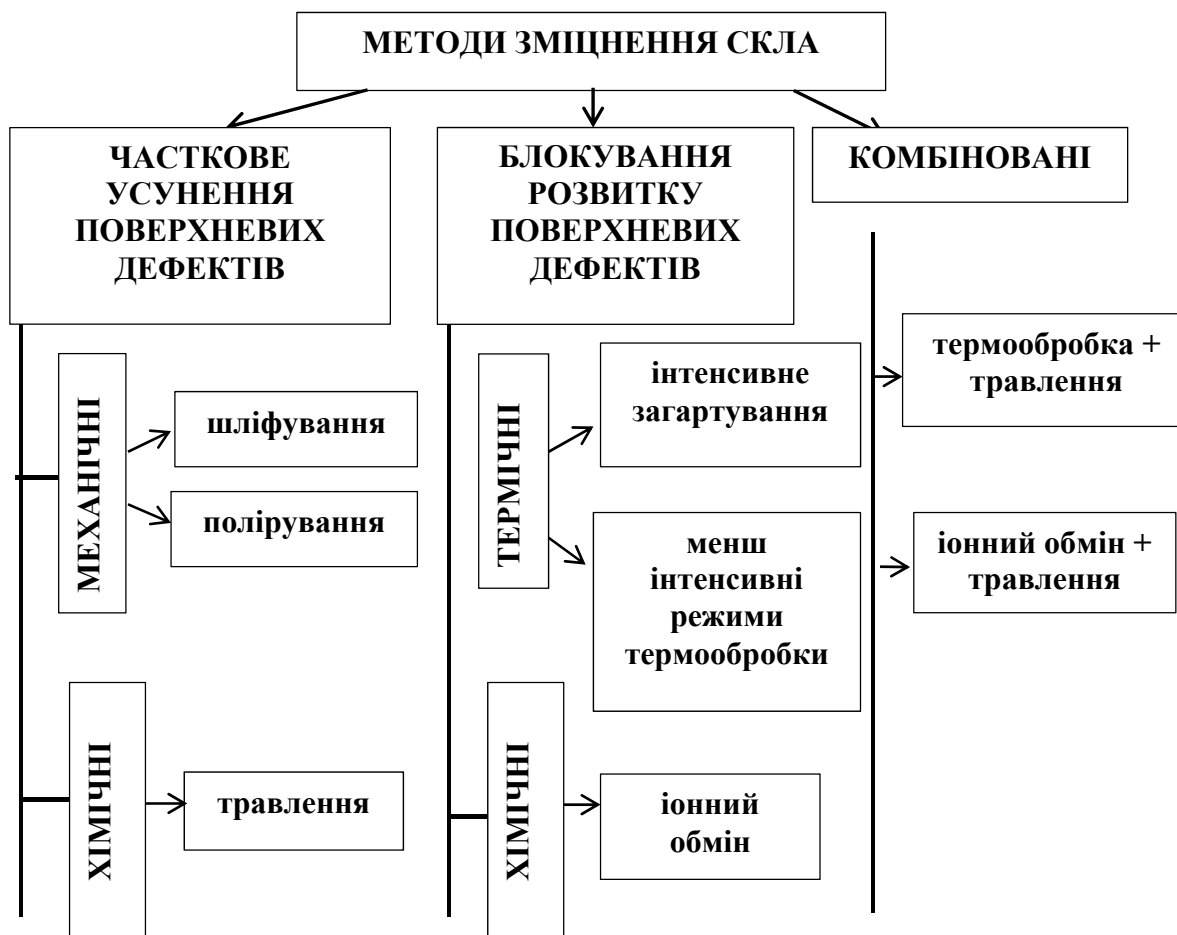 МЕТОДИ ЗМІЦНЕННЯ СКЛА
ЧАСТКОВЕ
УСУНЕННЯ
ПОВЕРХНЕВИХ
ДЕФЕКТІВ
БЛОКУВАННЯ
РОЗВИТКУ
ПОВЕРХНЕВИХ
ДЕФЕКТІВ
КОМБІНОВАНІ
МЕХАНІЧНІ
шліфування
полірування
ХІМІЧНІ
травлення
ТЕРМІЧНІ
інтенсивне
загартування
менш
інтенсивні
режими
термообробки
ХІМІЧНІ
іонний
обмін
термообробка +
травлення
іонний обмін +
травлення